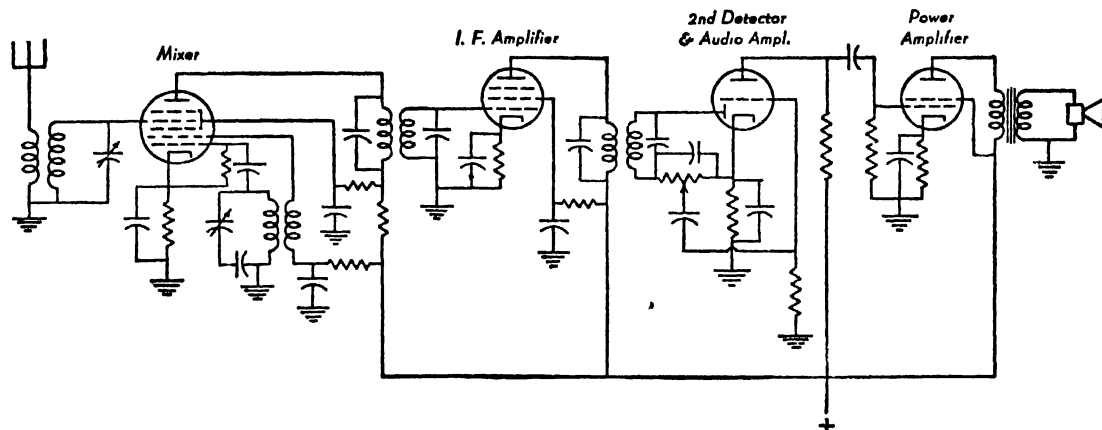 Mixer
I. F. Amplifier
2nd Detector
& Audio Ampl.
Power
Amplifier
+